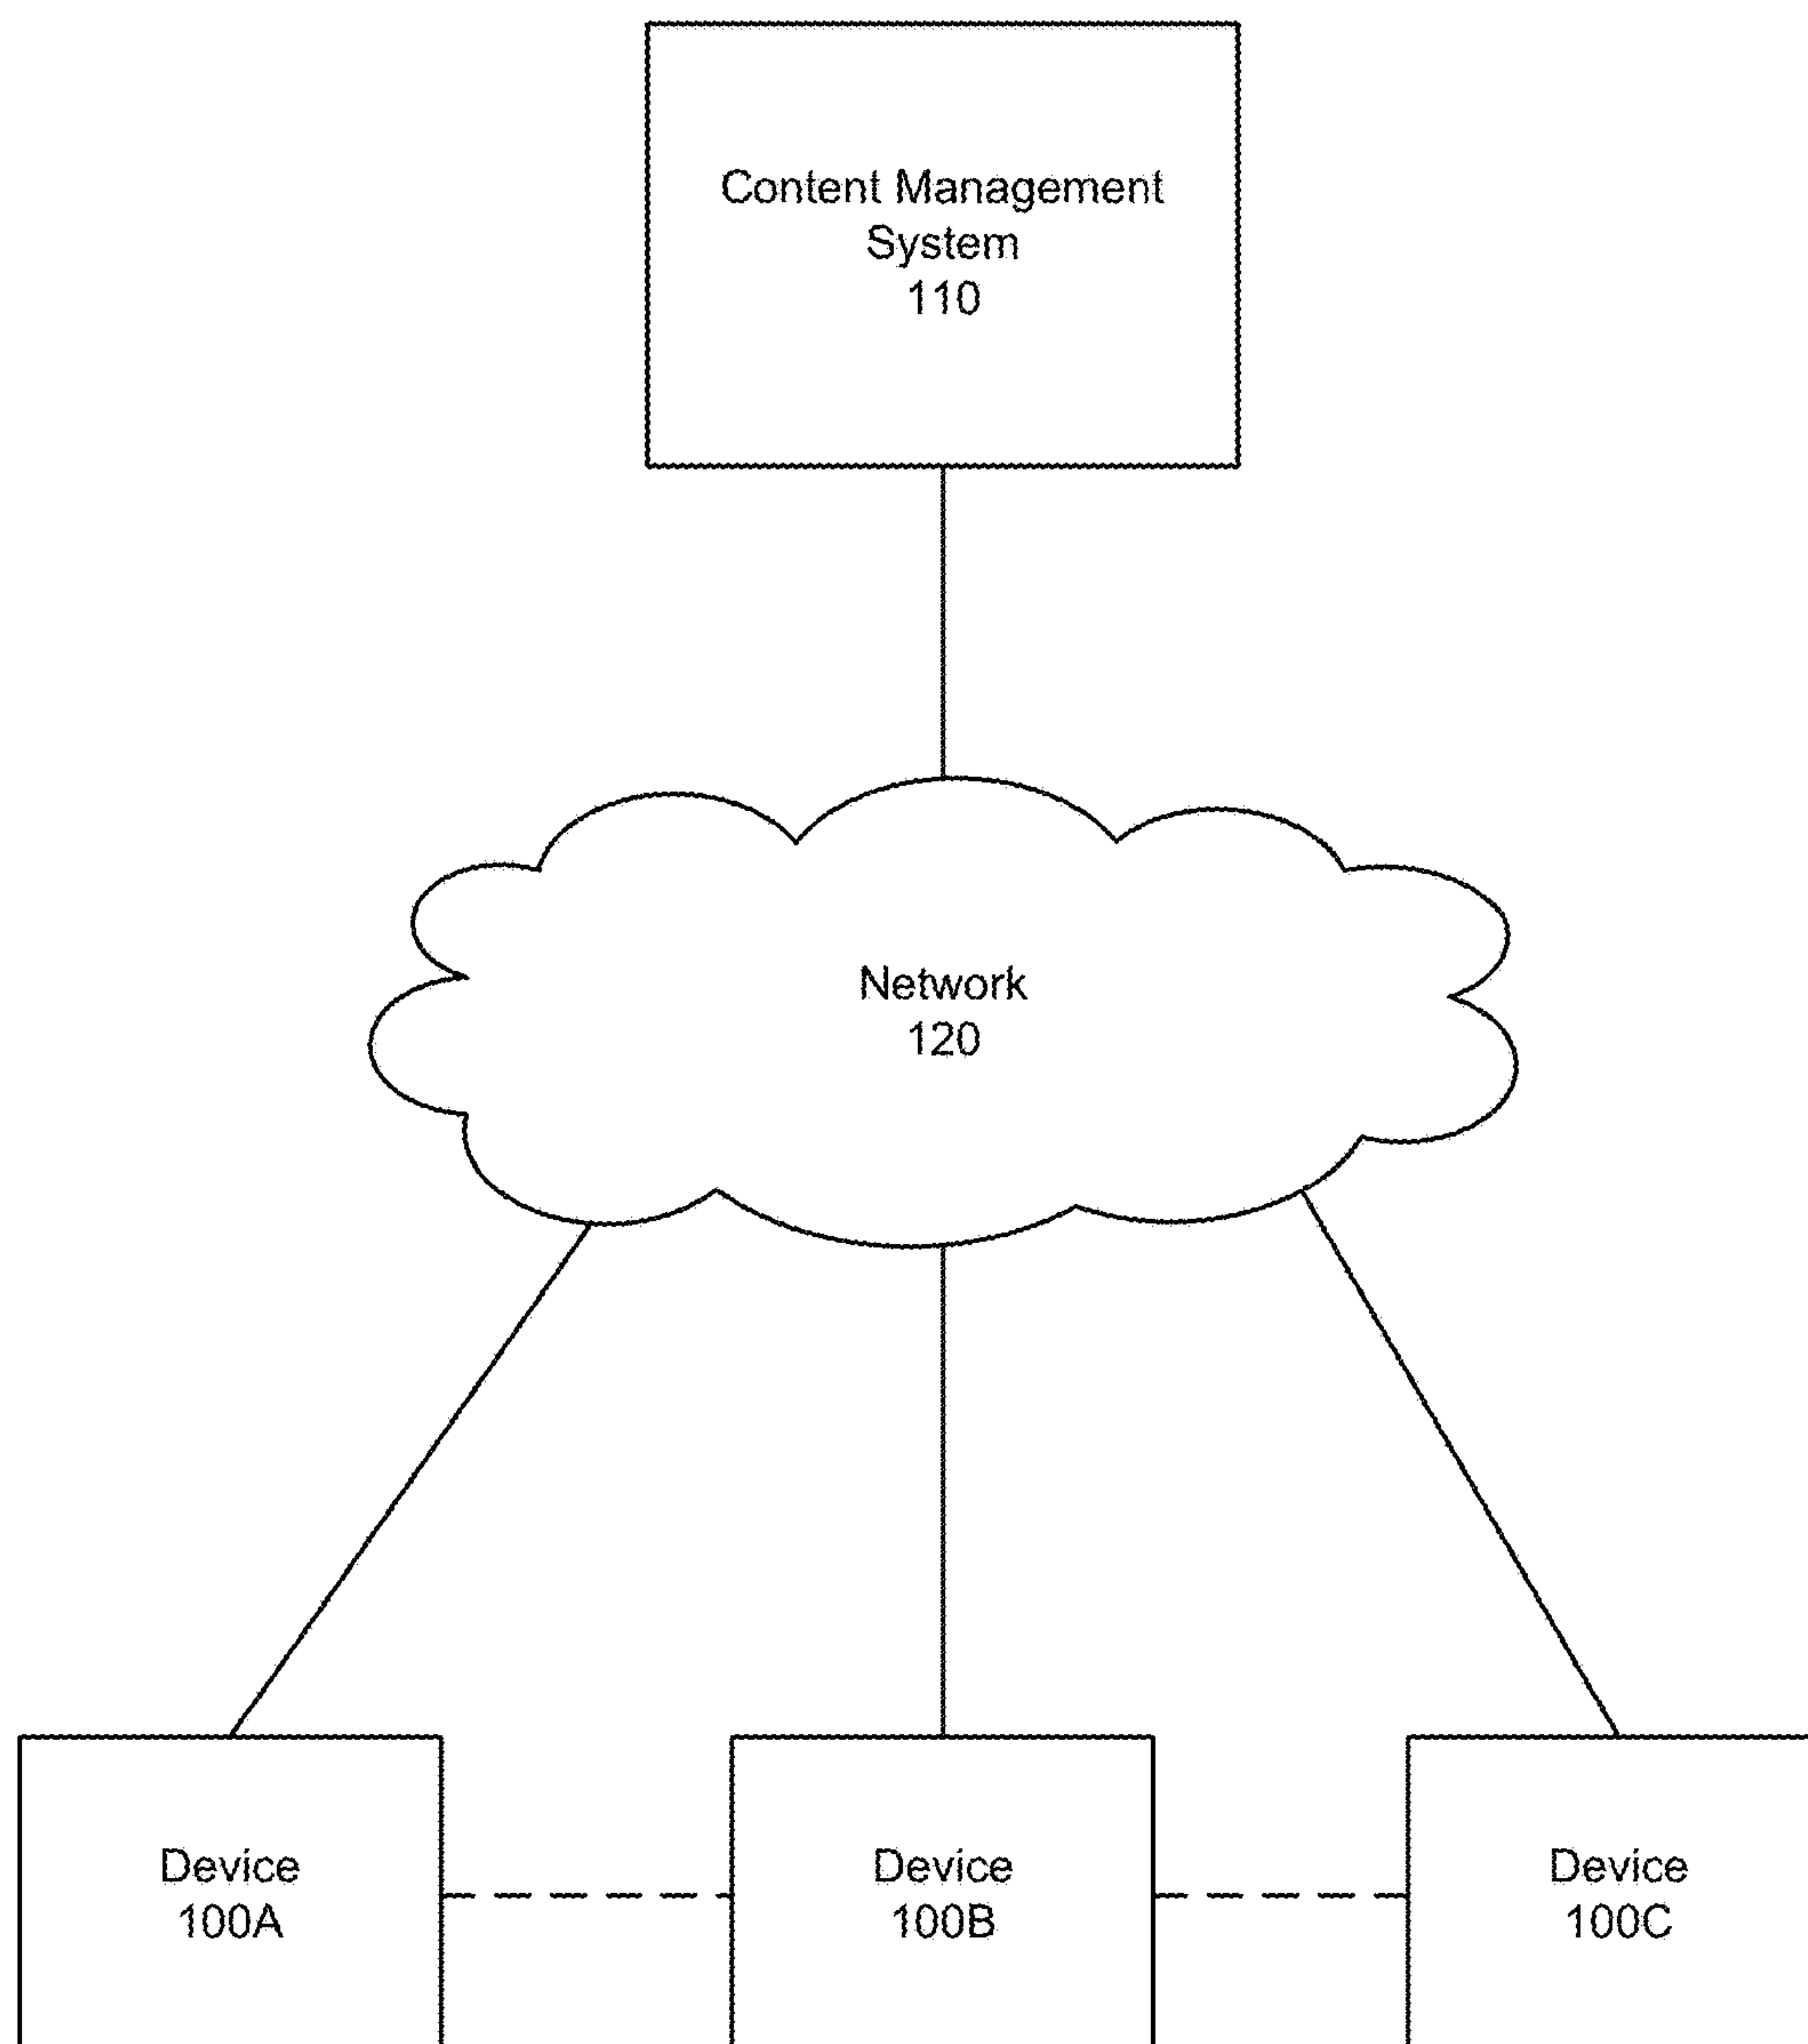 Content Management
System
110
Network
120
Device
100A
Device
100B
Device
100C